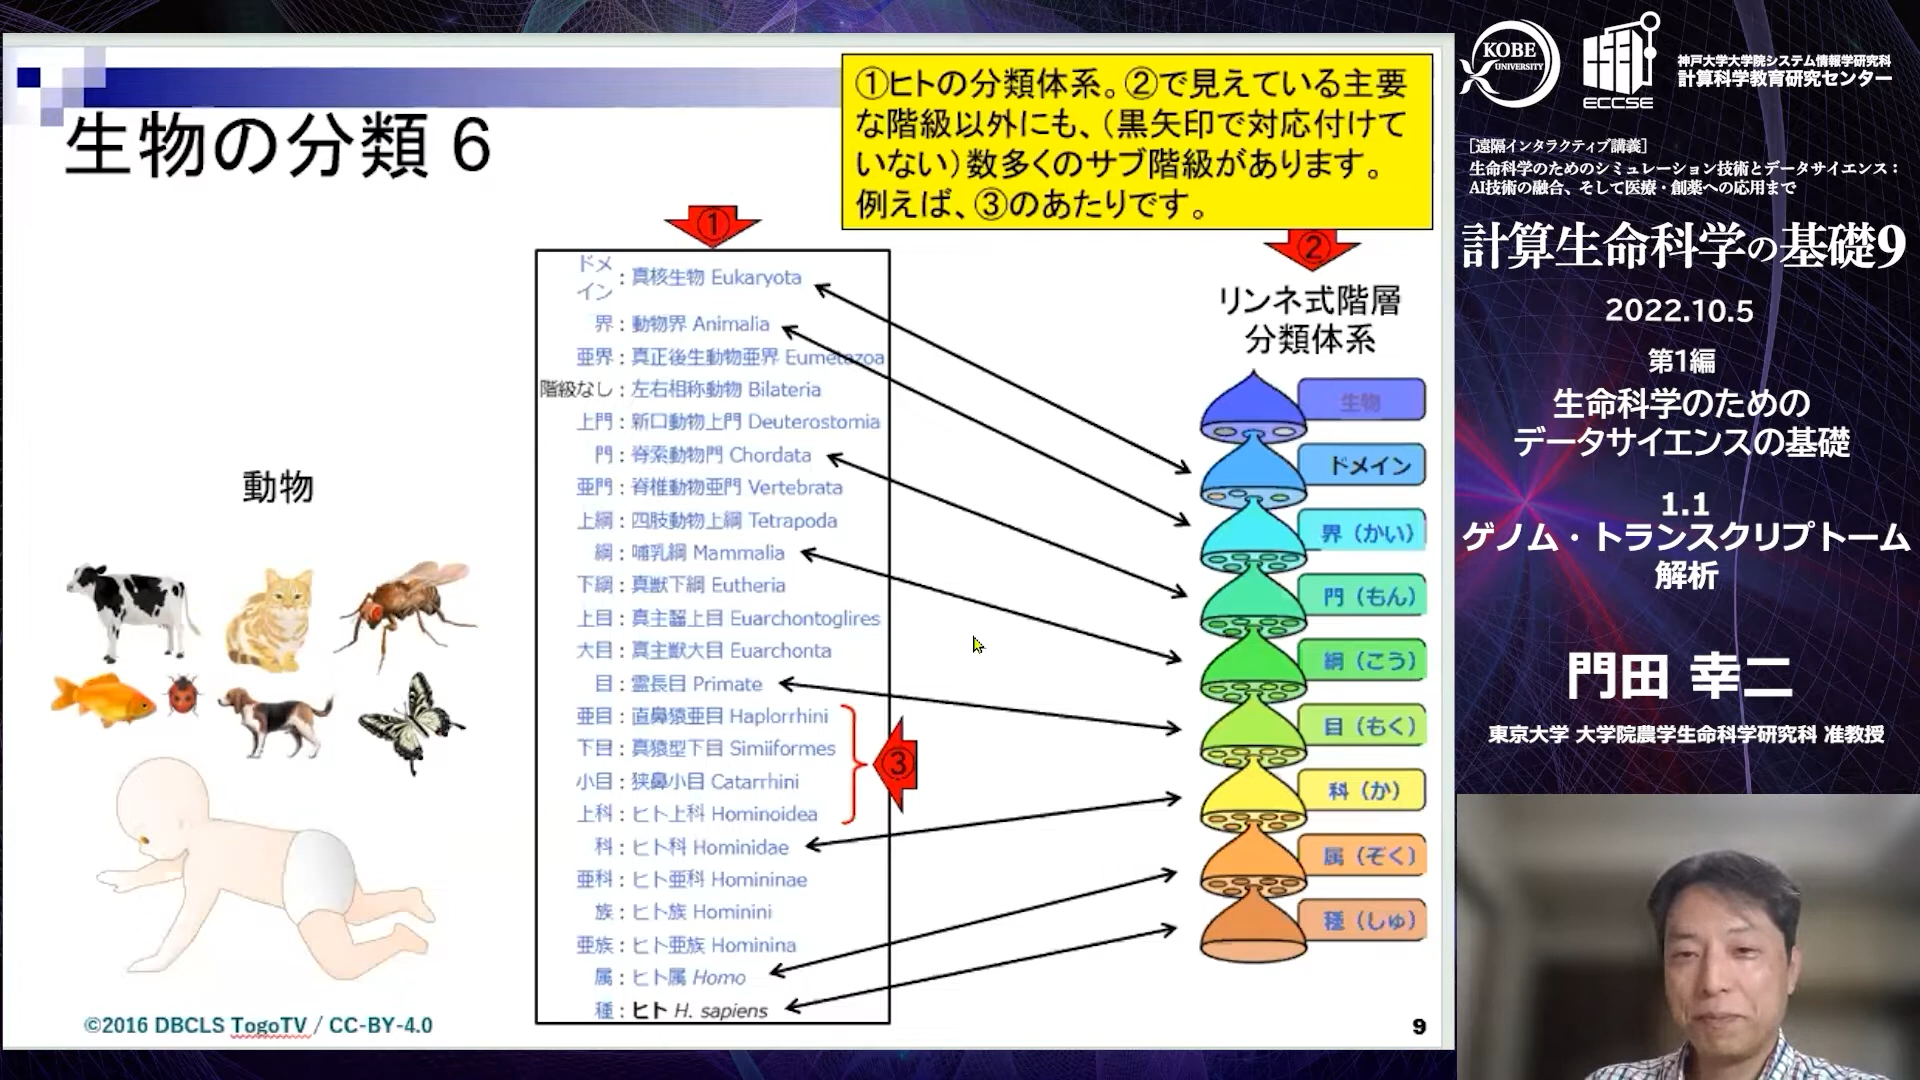 生物の分類 6
①ヒトの分類体系。②で見えている主要
な階級以外にも、（黒矢印で対応付けて
いない）数多くのサブ階級があります。
例えば、③のあたりです。
①
②
ドメイン：真核生物 Eukaryota
界：動物界 Animalia
亜界：真正後生動物亜界 Eumetazoa
階級なし：左右相称動物 Bilateria
上門：新口動物上門 Deuterostomia
門：脊索動物門 Chordata
亜門：脊椎動物亜門 Vertebrata
上綱：四肢動物上綱 Tetrapoda
綱：哺乳綱 Mammalia
下綱：真獣下綱 Eutheria
上目：真主齧上目 Euarchontoglires
大目：真主獣大目 Euarchonta
目：霊長目 Primate
亜目：直鼻猿亜目 Haplorrhini
下目：真猿型下目 Simiiformes
小目：狭鼻小目 Catarrhini
上科：ヒト上科 Hominoidea
科：ヒト科 Hominidae
亜科：ヒト亜科 Homininae
族：ヒト族 Hominini
亜族：ヒト亜族 Hominina
属：ヒト属 Homo
種：ヒト H. sapiens
③
リンネ式階層
分類体系
生物
ドメイン
界（かい）
門（もん）
綱（こう）
目（もく）
科（か）
属（ぞく）
種（しゅ）
動物
©2016 DBCLS TogoTV / CC-BY-4.0
9
KOBE
UNIVERSITY
ECCSE
神戸大学大学院システム情報学研究科
計算科学教育研究センター
［遠隔インタラクティブ講義］
生命科学のためのシミュレーション技術とデータサイエンス：
AI技術の融合、そして医療・創薬への応用まで
計算生命科学の基礎9
2022.10.5
第1編
生命科学のための
データサイエンスの基礎
1.1
ゲノム・トランスクリプトーム
解析
門田 幸二
東京大学 大学院農学生命科学研究科 准教授